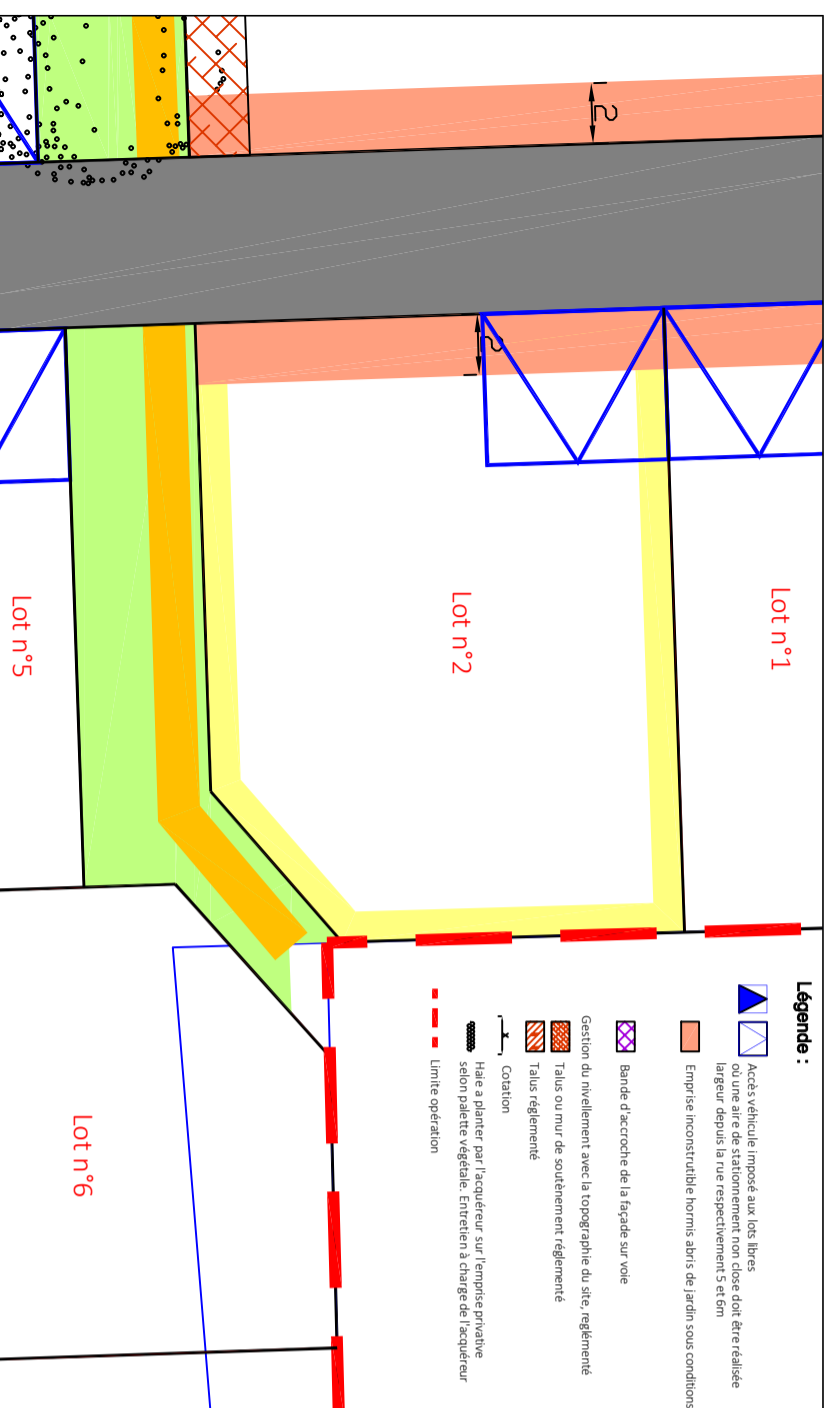 2
2
Lot n°1
Lot n°2
Lot n°5
Lot n°6
Légende :
Accès véhicule imposé aux lots libres
où une aire de stationnement non close doit être réalisée
largeur depuis la rue respectivement 5 et 6m
Emprise inconstrutible hormis abris de jardin sous conditions
Bande d'accroche de la façade sur voie
Gestion du nivellement avec la topographie du site, reglémenté
Talus ou mur de soutènement réglementé
Talus réglementé
x
Cotation
Haie a planter par l'acquéreur sur l'emprise privative
selon palette végétale. Entretien à charge de l'acquéreur
Limite opération